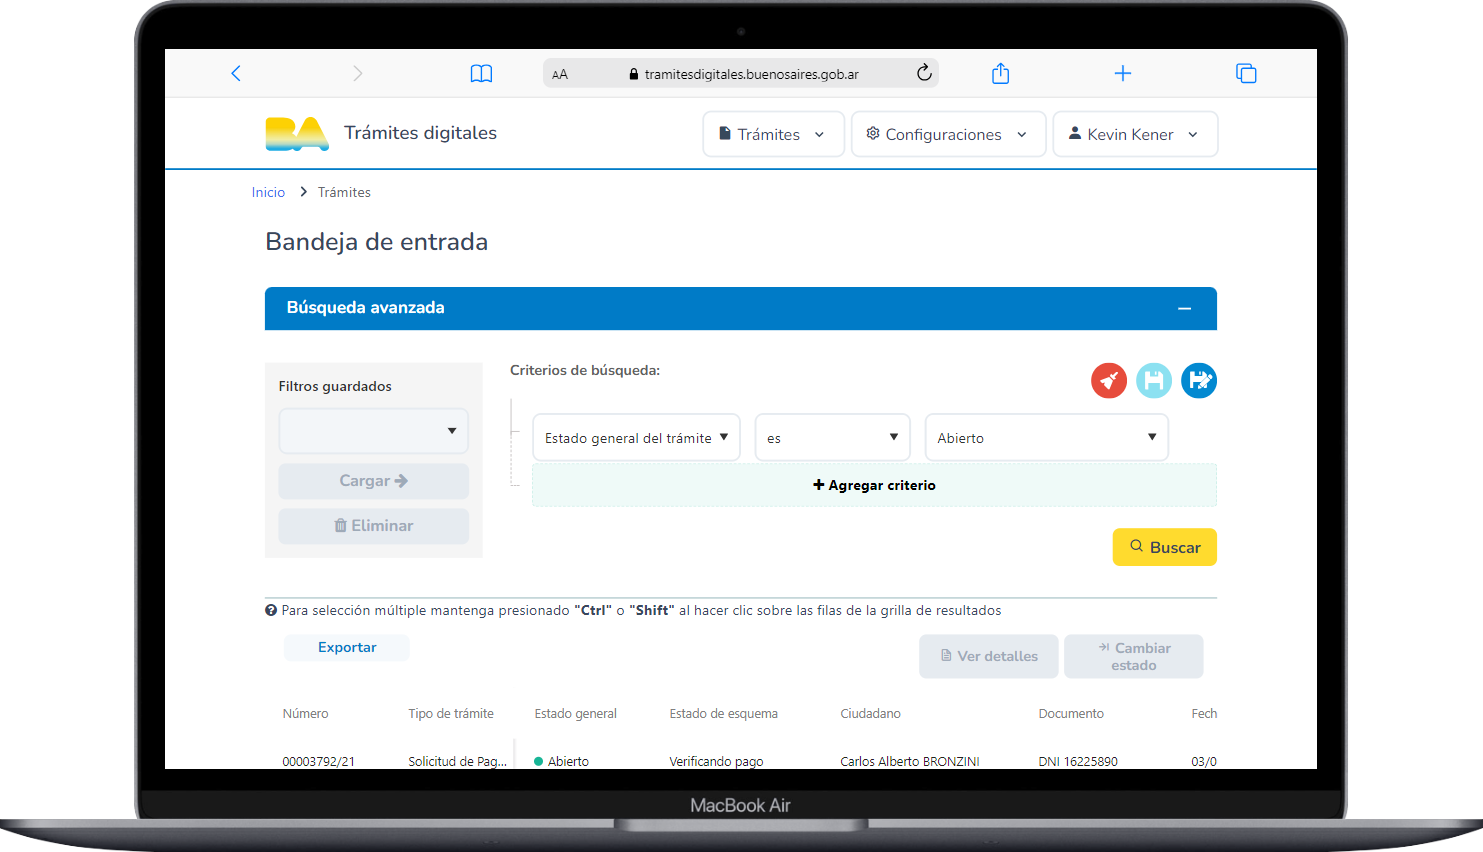 AA tramitesdigitales.buenosaires.gob.ar
BA Trámites digitales Trámites Configuraciones Kevin Kener
Inicio Trámites
Bandeja de entrada
Búsqueda avanzada
Filtros guardados
Criterios de búsqueda:
Estado general del trámite es Abierto
Cargar
+ Agregar criterio
Eliminar
Buscar
Para selección múltiple mantenga presionado "Ctrl" o "Shift" al hacer clic sobre las filas de la grilla de resultados
Exportar
Ver detalles
Cambiar
estado
Número Tipo de trámite Estado general Estado de esquema Ciudadano Documento Fech
00003792/21 Solicitud de Pag... Abierto Verificando pago Carlos Alberto BRONZINI DNI 16225890 03/0
MacBook Air